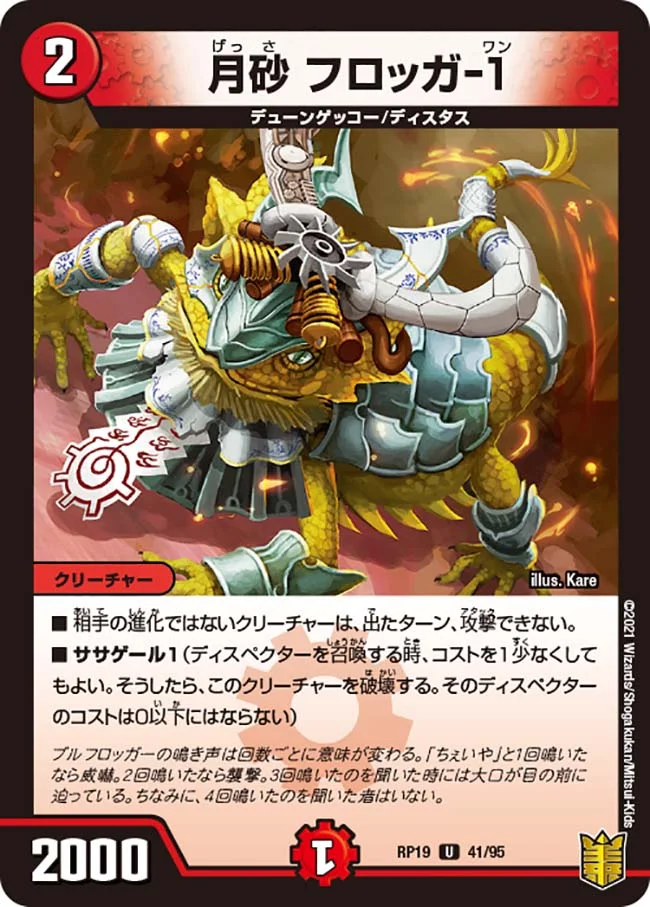 2
月砂 フロッガ-1
げっ さ ワン
デューンゲッコー/ディスタス
illus. Kare
クリーチャー
■ 相手の進化ではないクリーチャーは、出たターン、攻撃できない。
■ ササゲール1(ディスペクターを召喚する時、コストを1少なくして
もよい。そうしたら、このクリーチャーを破壊する。そのディスペクター
のコストは0以下にはならない)
ブルフロッガーの鳴き声は回数ごとに意味が変わる。「ちぇいや」と1回鳴いた
なら威嚇。2回鳴いたなら襲撃。3回鳴いたのを聞いた時には大口が目の前に
迫っている。ちなみに、4回鳴いたのを聞いた者はいない。
©2021 Wizards/Shogakukan/Mitsui-Kids
2000
1
RP19 U 41/95